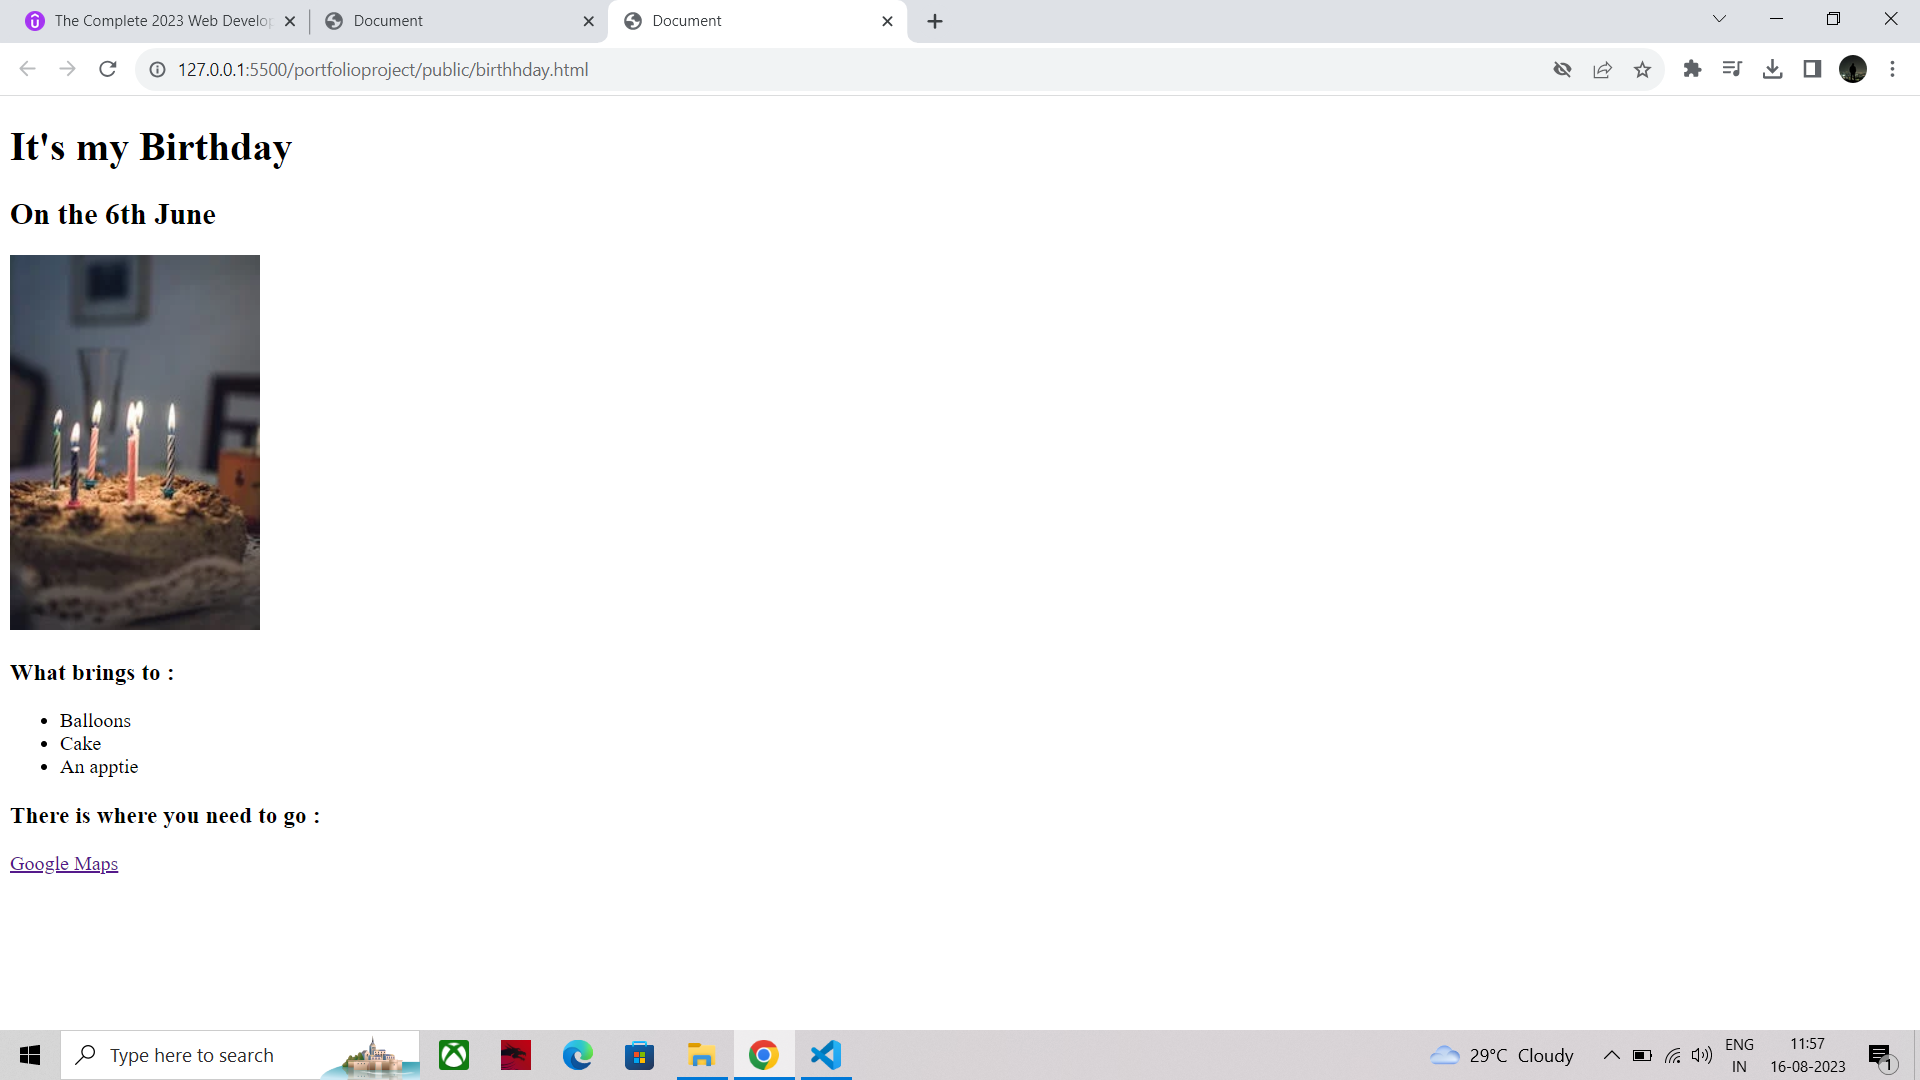 The Complete 2023 Web Develop
Document
Document
127.0.0.1:5500/portfolioproject/public/birthhday.html
It's my Birthday
On the 6th June
What brings to :
Balloons
Cake
An apptie
There is where you need to go :
Google Maps
Type here to search
29°C Cloudy
ENG
IN
11:57
16-08-2023
1